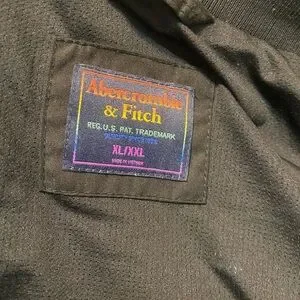 Abercrombie
& Fitch
REG. U.S. PAT. TRADEMARK
XL/XXL
MADE IN VIETNAM